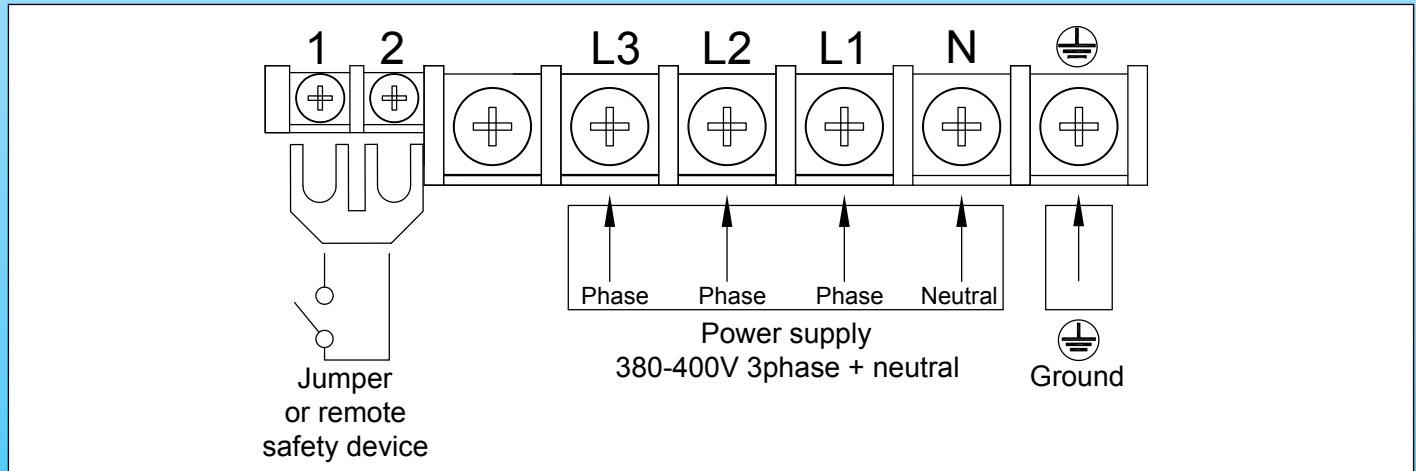 1 2 L3 L2 L1 N
Phase Phase Phase Neutral
Power supply
380-400V 3phase + neutral
Ground
Jumper
or remote
safety device